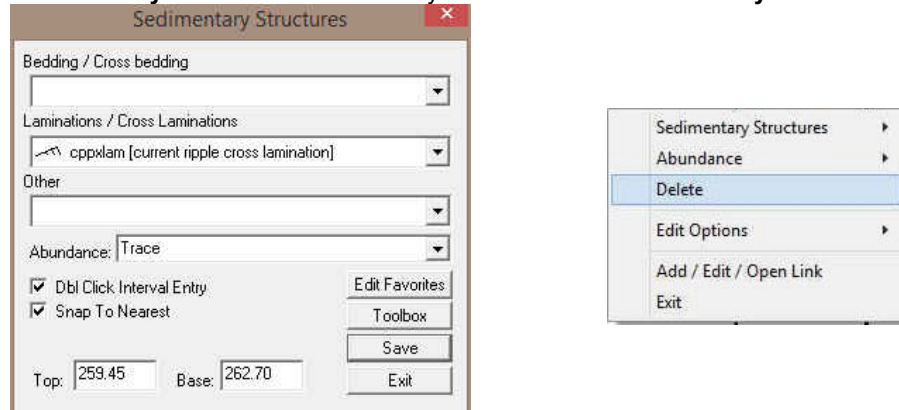 Sedimentary Structures
Bedding / Cross bedding
Laminations / Cross Laminations
cppxlam [current ripple cross lamination]
Other
Abundance: Trace
Dbl Click Interval Entry
Edit Favorites
Snap To Nearest
Toolbox
Save
Top: 259.45 Base: 262.70
Exit
Sedimentary Structures
Abundance
Delete
Edit Options
Add / Edit / Open Link
Exit